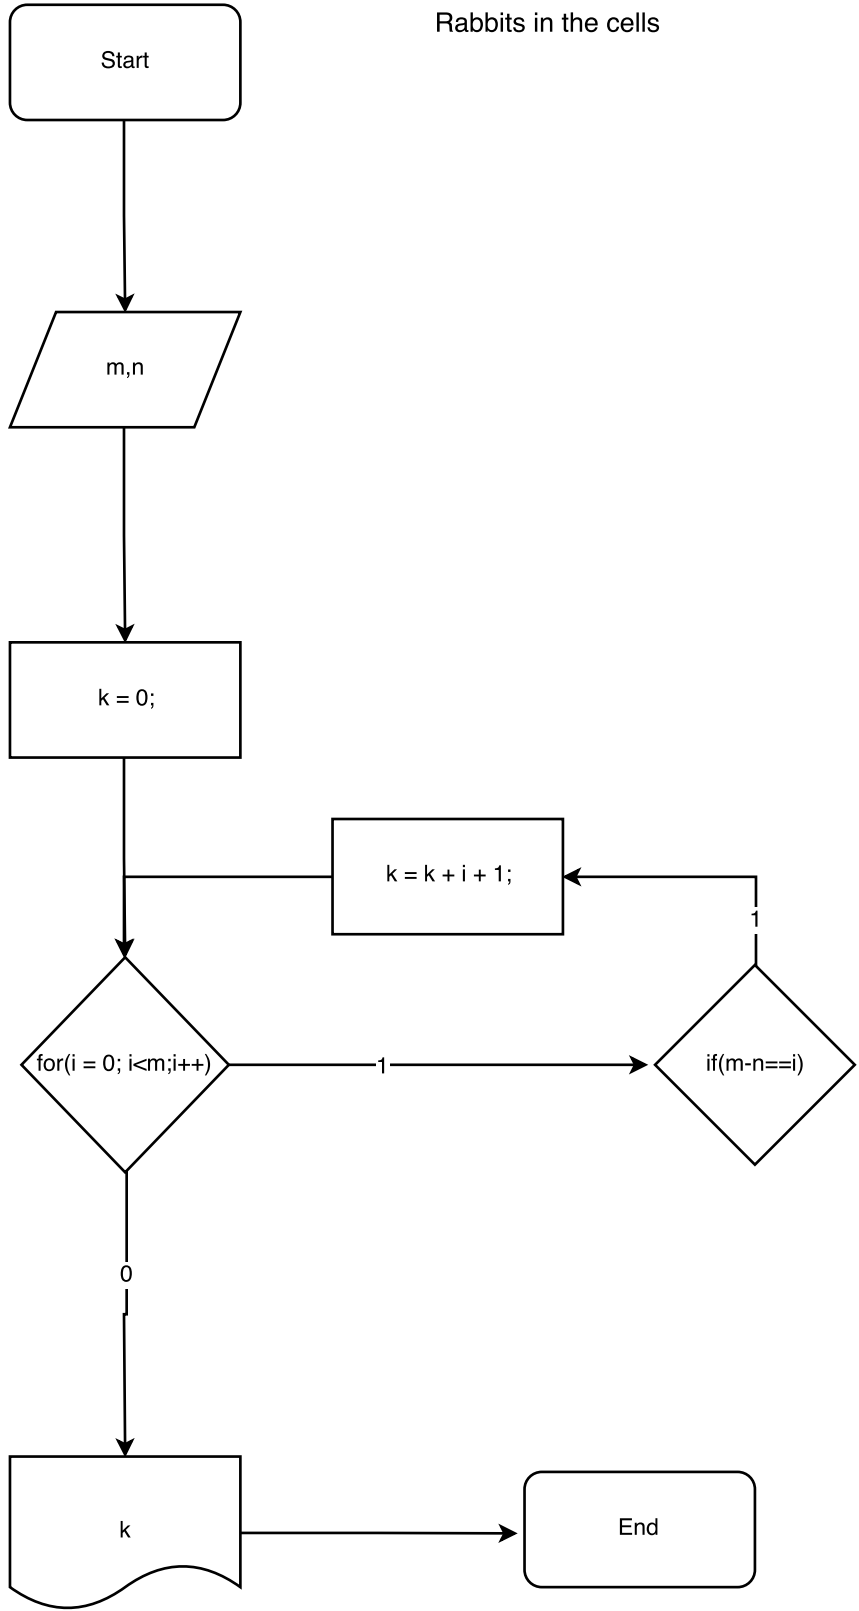 Rabbits in the cells
Start
m,n
k = 0;
k = k + i + 1;
1
for(i = 0; i<m;i++)
1
if(m-n==i)
0
k
End